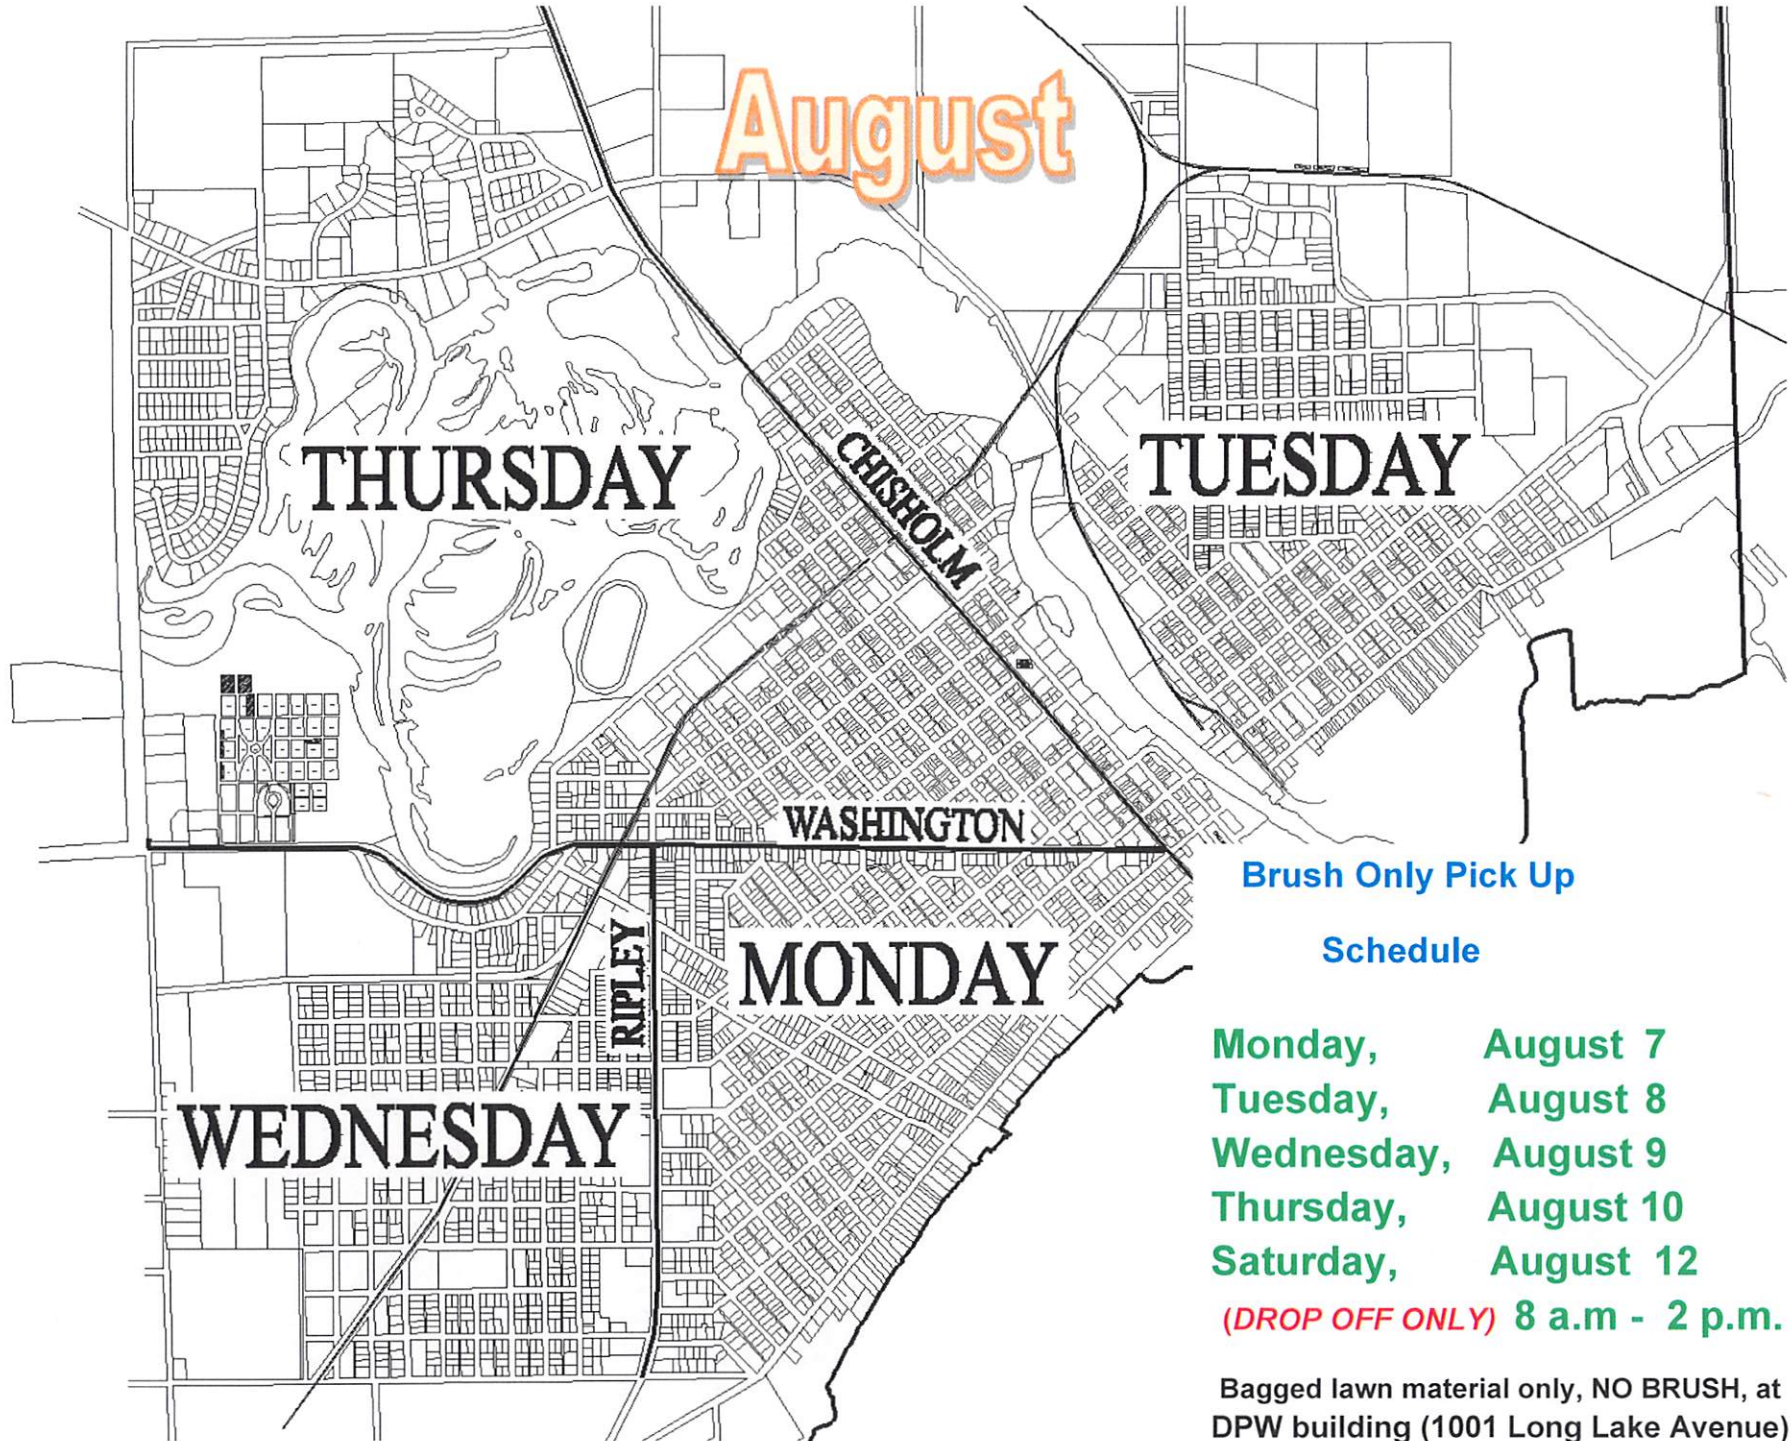 August
THURSDAY
CHISHOLM
TUESDAY
WASHINGTON
RIPLEY
MONDAY
WEDNESDAY
Brush Only Pick Up
Schedule
Monday, August 7
Tuesday, August 8
Wednesday, August 9
Thursday, August 10
Saturday, August 12
(DROP OFF ONLY) 8 a.m - 2 p.m.
Bagged lawn material only, NO BRUSH, at
DPW building (1001 Long Lake Avenue)